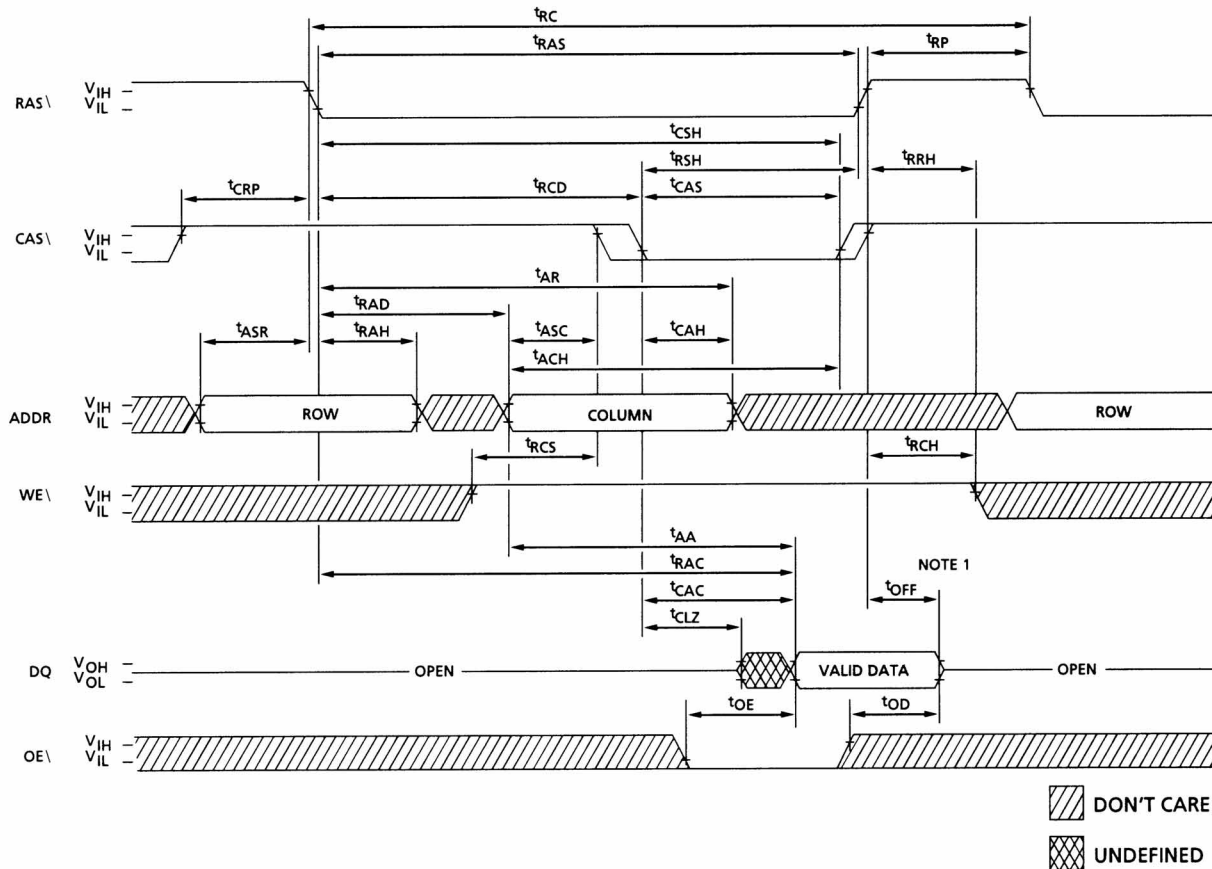 tRC
tRAS
tRP
RAS\
VIH
VIL
tCSH
tRSH
tRRH
tCRP
tRCD
tCAS
CAS\
VIH
VIL
tAR
tRAD
tASR
tRAH
tASC
tCAH
tACH
ADDR
VIH
VIL
ROW
COLUMN
ROW
tRCS
tRCH
WE\
VIH
VIL
tAA
tRAC
NOTE 1
tCAC
tOFF
tCLZ
DQ
VOH
VOL
OPEN
VALID DATA
OPEN
tOE
tOD
OE\
VIH
VIL
DON'T CARE
UNDEFINED